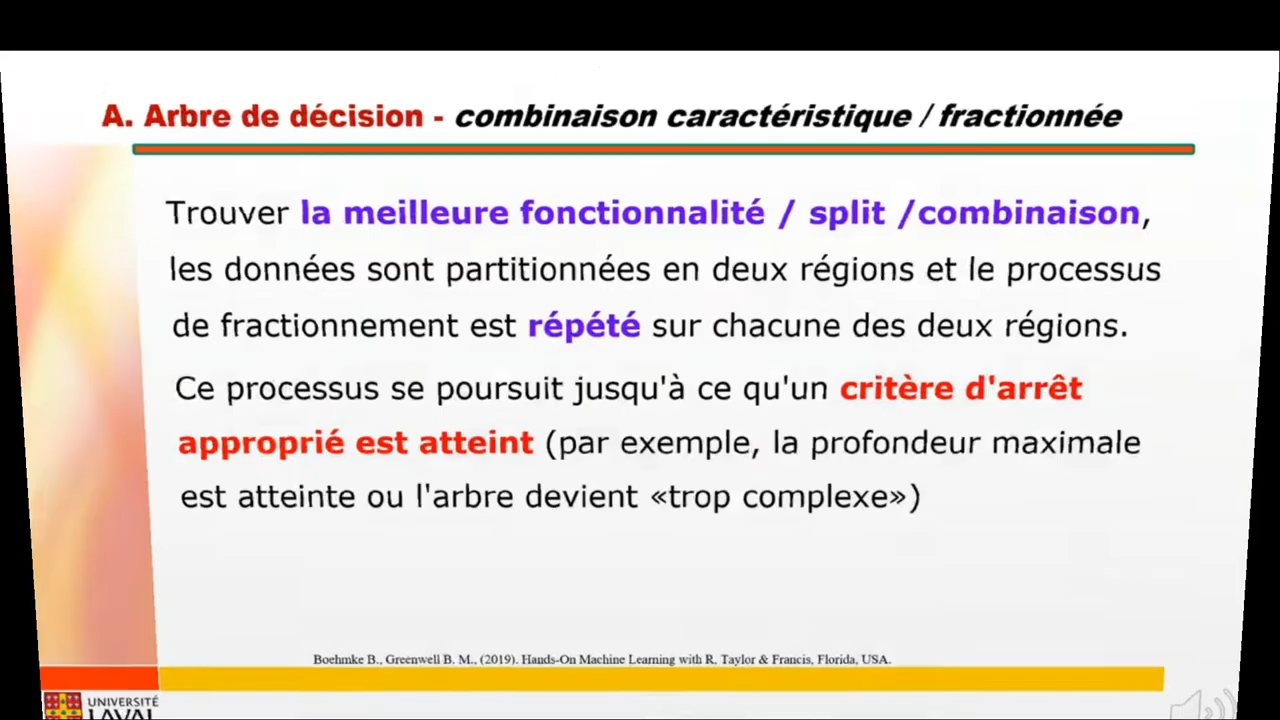 A. Arbre de décision - combinaison caractéristique / fractionnée
Trouver la meilleure fonctionnalité / split /combinaison,
les données sont partitionnées en deux régions et le processus
de fractionnement est répété sur chacune des deux régions.
Ce processus se poursuit jusqu'à ce qu'un critère d'arrêt
approprié est atteint (par exemple, la profondeur maximale
est atteinte ou l'arbre devient «trop complexe»)
Boehmke B., Greenwell B. M., (2019). Hands-On Machine Learning with R, Taylor & Francis, Florida, USA.
UNIVERSITÉ
LAVAL